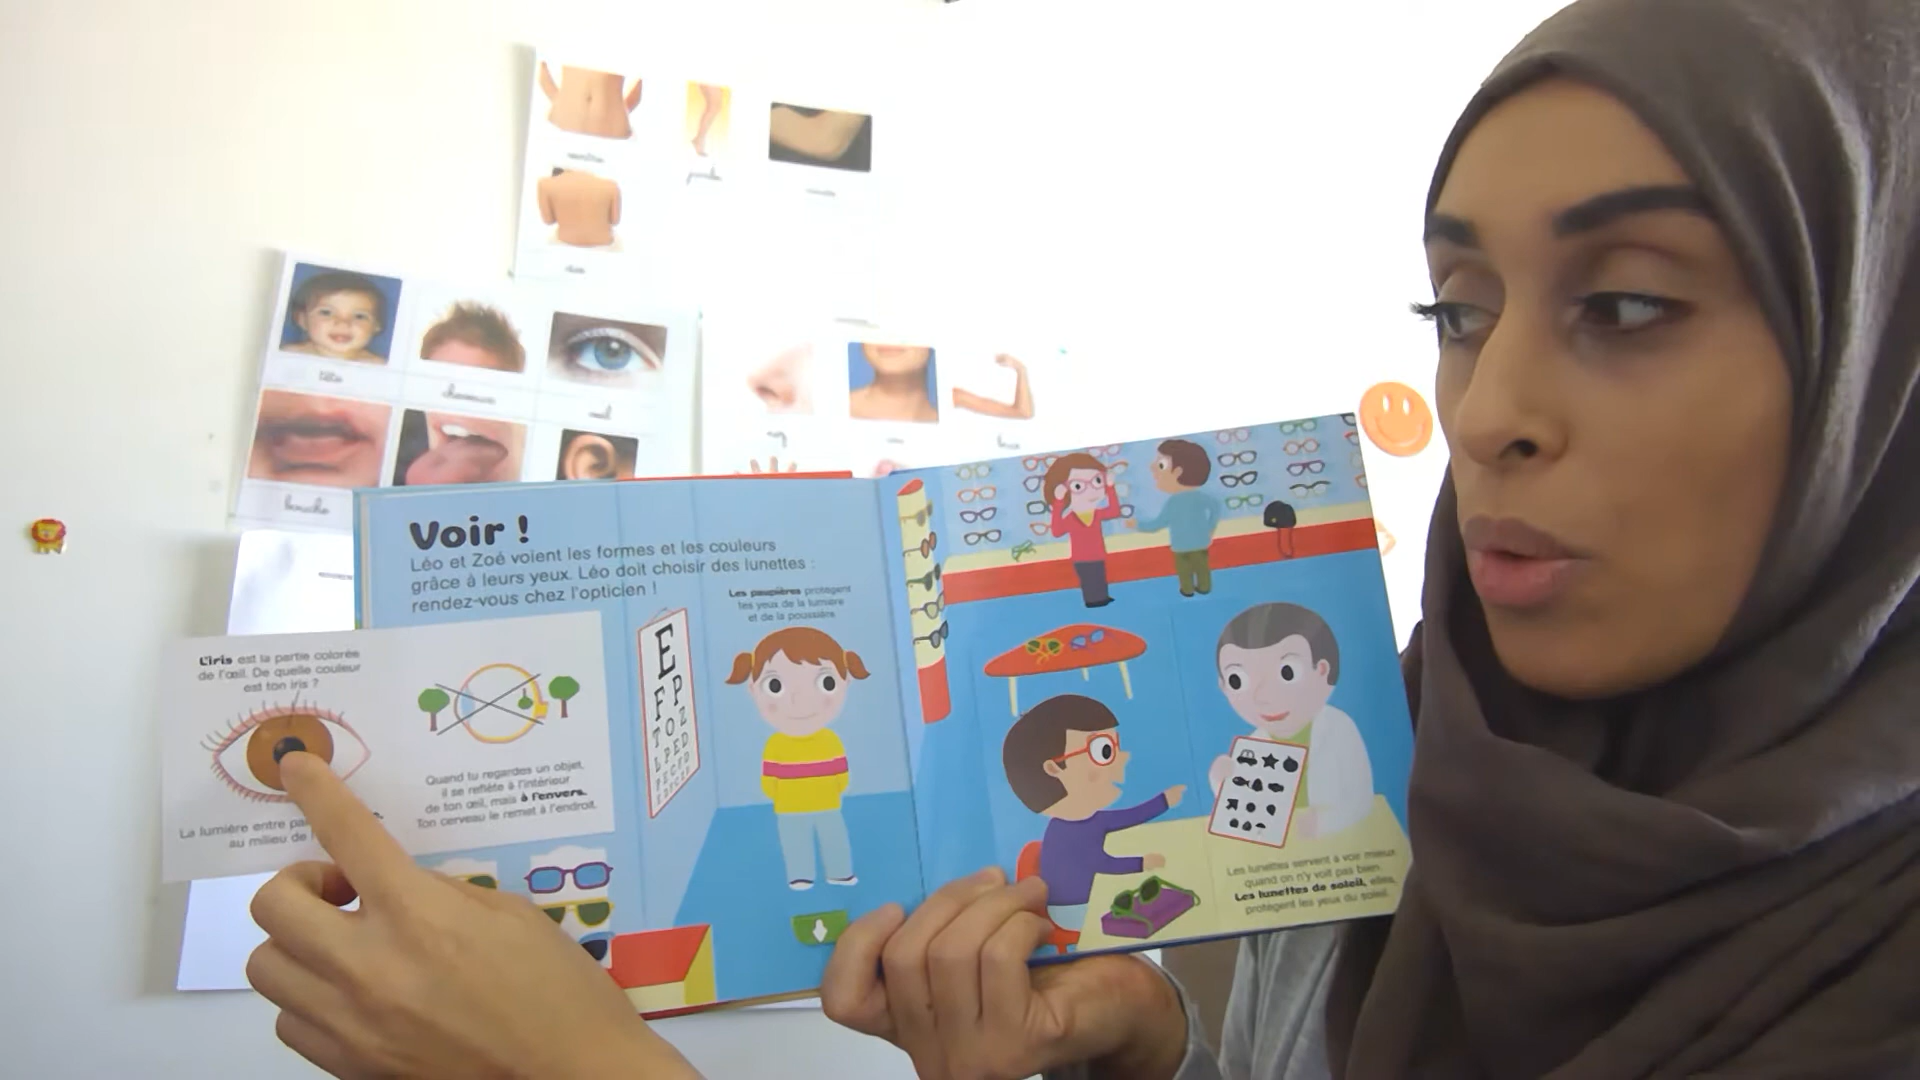 tête
cheveux
œil
bouche
Voir !
Léo et Zoé voient les formes et les couleurs
grâce à leurs yeux. Léo doit choisir des lunettes :
rendez-vous chez l'opticien !
Les paupières protègent
tes yeux de la lumière
et de la poussière.
L'iris est la partie colorée
de l'œil. De quelle couleur
est ton iris ?
La lumière entre par
au milieu de
Quand tu regardes un objet,
il se reflète à l'intérieur
de ton œil, mais à l'envers.
Ton cerveau le remet à l'endroit.
E
F P
T O Z
Les lunettes servent à voir mieux
quand on n'y voit pas bien.
Les lunettes de soleil, elles,
protègent les yeux du soleil.